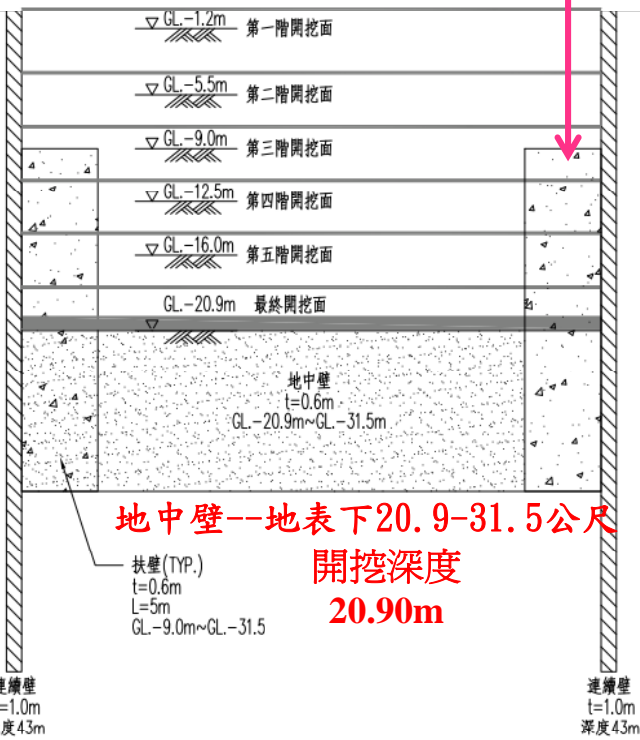 GL.-1.2m 第一階開挖面
GL.-5.5m 第二階開挖面
GL.-9.0m 第三階開挖面
GL.-12.5m 第四階開挖面
GL.-16.0m 第五階開挖面
GL.-20.9m 最終開挖面
地中壁
t=0.6m
GL.-20.9m~GL.-31.5m
地中壁--地表下20.9-31.5公尺
開挖深度
20.90m
扶壁(TYP.)
t=0.6m
L=5m
GL.-9.0m~GL.-31.5
連續壁
=1.0m
度43m
連續壁
t=1.0m
深度43m